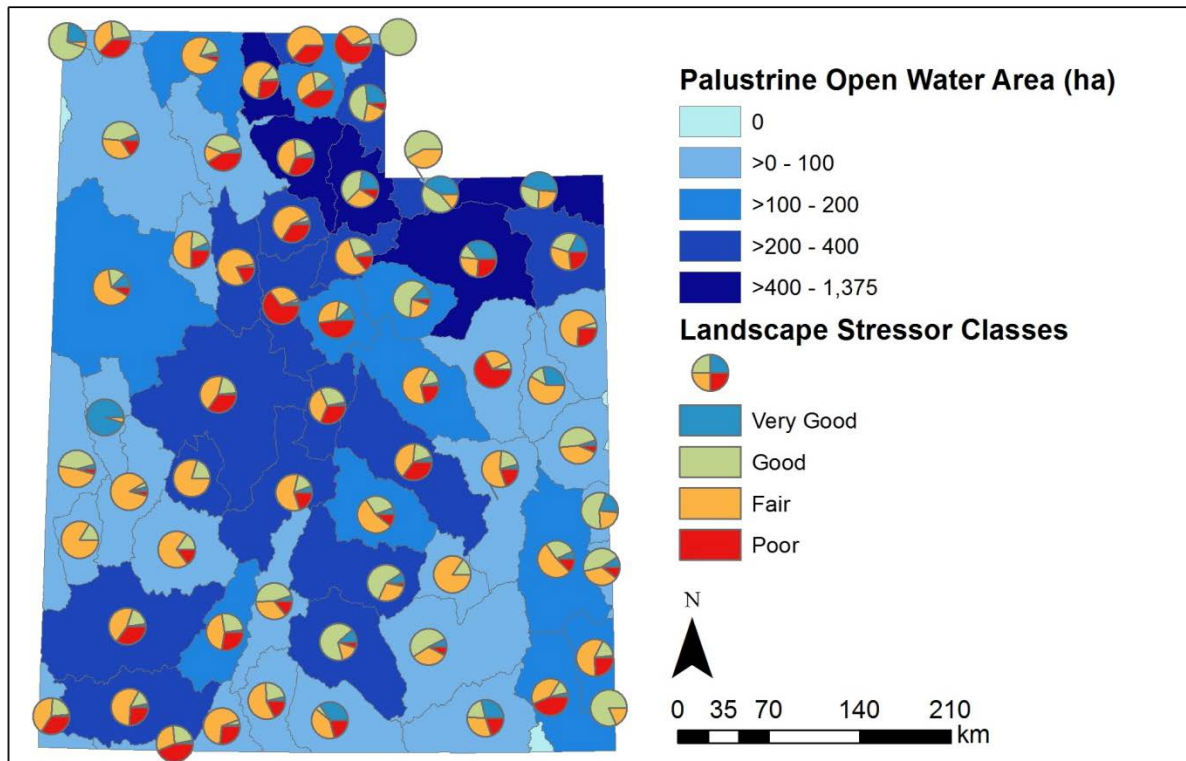 Palustrine Open Water Area (ha)
0
>0 - 100
>100 - 200
>200 - 400
>400 - 1,375
Landscape Stressor Classes
Very Good
Good
Fair
Poor
N
0 35 70 140 210
km